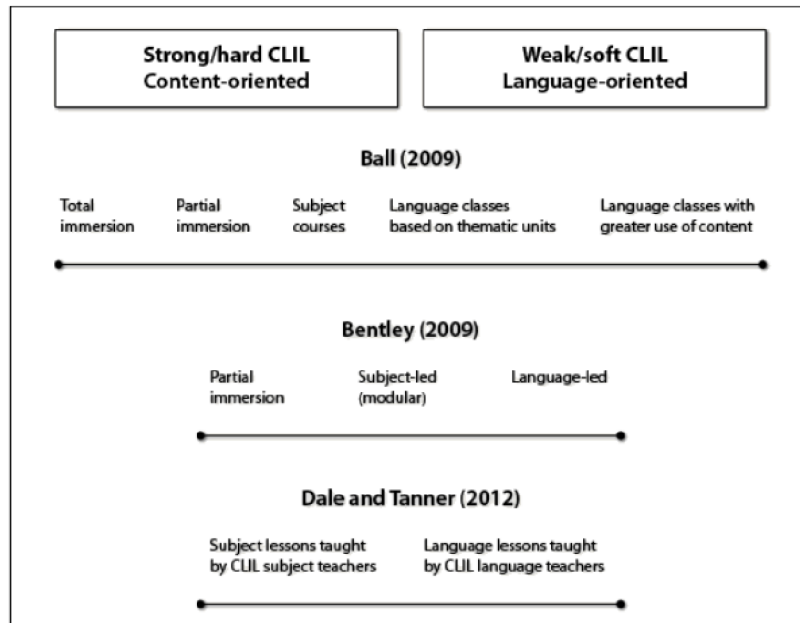 Strong/hard CLIL
Content-oriented
Weak/soft CLIL
Language-oriented
Ball (2009)
Total
immersion
Partial
immersion
Subject
courses
Language classes
based on thematic units
Language classes with
greater use of content
Bentley (2009)
Partial
immersion
Subject-led
(modular)
Language-led
Dale and Tanner (2012)
Subject lessons taught
by CLIL subject teachers
Language lessons taught
by CLIL language teachers